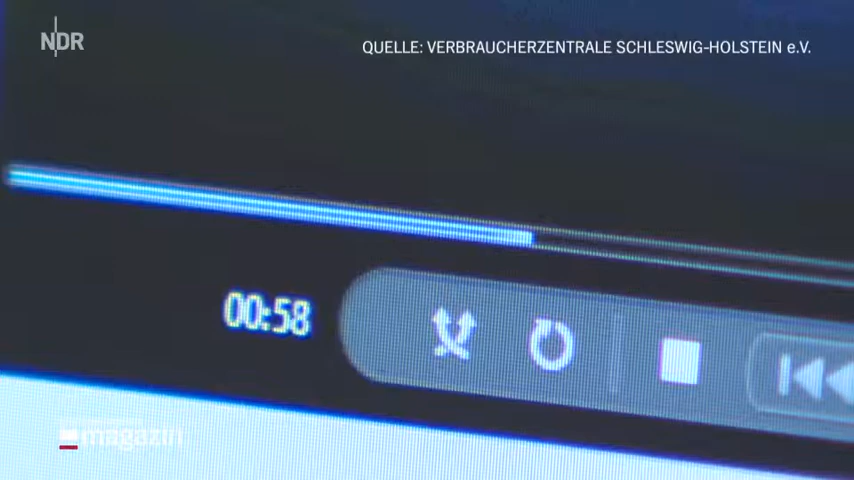 NDR
QUELLE: VERBRAUCHERZENTRALE SCHLESWIG-HOLSTEIN e.V.
00:58
magazin